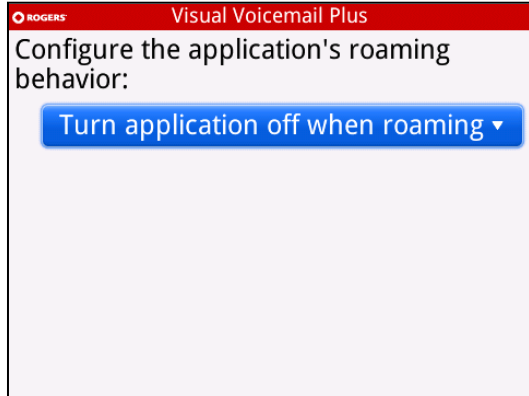 ROGERS Visual Voicemail Plus
Configure the application's roaming
behavior:
Turn application off when roaming